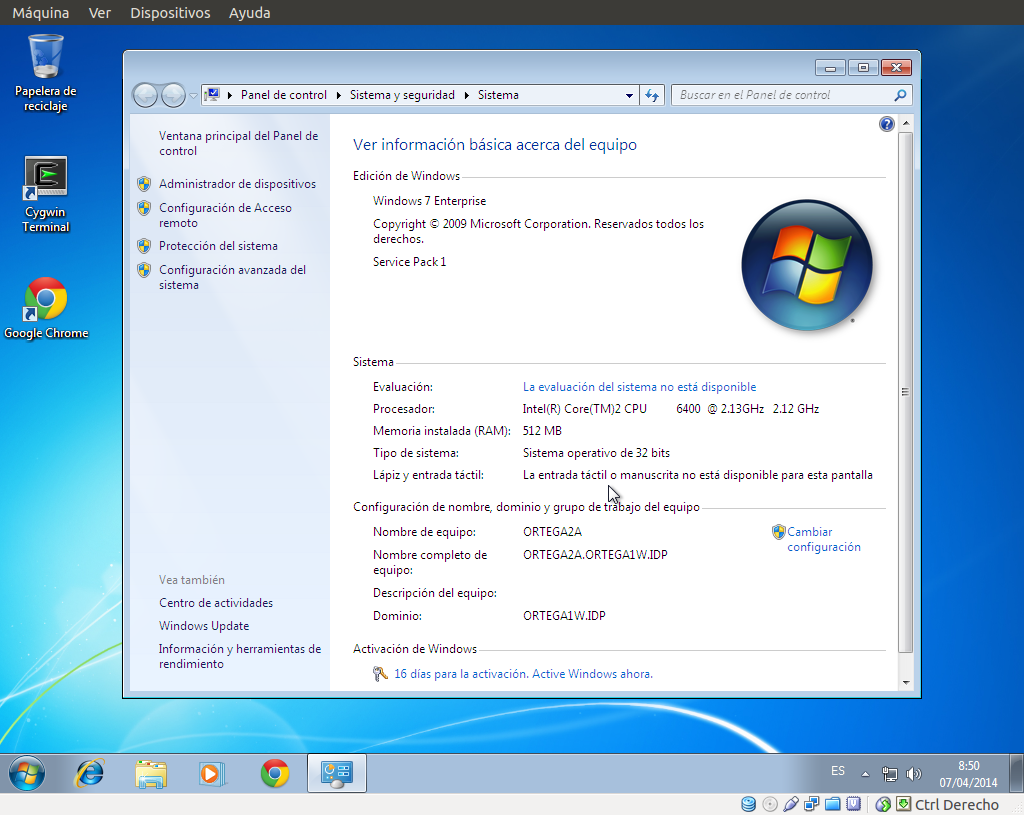 Máquina Ver Dispositivos Ayuda
Papelera de
reciclaje
Cygwin
Terminal
Google Chrome
Panel de control Sistema y seguridad Sistema
Buscar en el Panel de control
Ventana principal del Panel de
control
Administrador de dispositivos
Configuración de Acceso
remoto
Protección del sistema
Configuración avanzada del
sistema
Vea también
Centro de actividades
Windows Update
Información y herramientas de
rendimiento
Ver información básica acerca del equipo
Edición de Windows
Windows 7 Enterprise
Copyright © 2009 Microsoft Corporation. Reservados todos los
derechos.
Service Pack 1
Sistema
Evaluación: La evaluación del sistema no está disponible
Procesador: Intel(R) Core(TM)2 CPU 6400 @ 2.13GHz 2.12 GHz
Memoria instalada (RAM): 512 MB
Tipo de sistema: Sistema operativo de 32 bits
Lápiz y entrada táctil: La entrada táctil o manuscrita no está disponible para esta pantalla
Configuración de nombre, dominio y grupo de trabajo del equipo
Nombre de equipo: ORTEGA2A
Cambiar
configuración
Nombre completo de
equipo: ORTEGA2A.ORTEGA1W.IDP
Descripción del equipo:
Dominio: ORTEGA1W.IDP
Activación de Windows
16 días para la activación. Active Windows ahora.
ES
8:50
07/04/2014
Ctrl Derecho